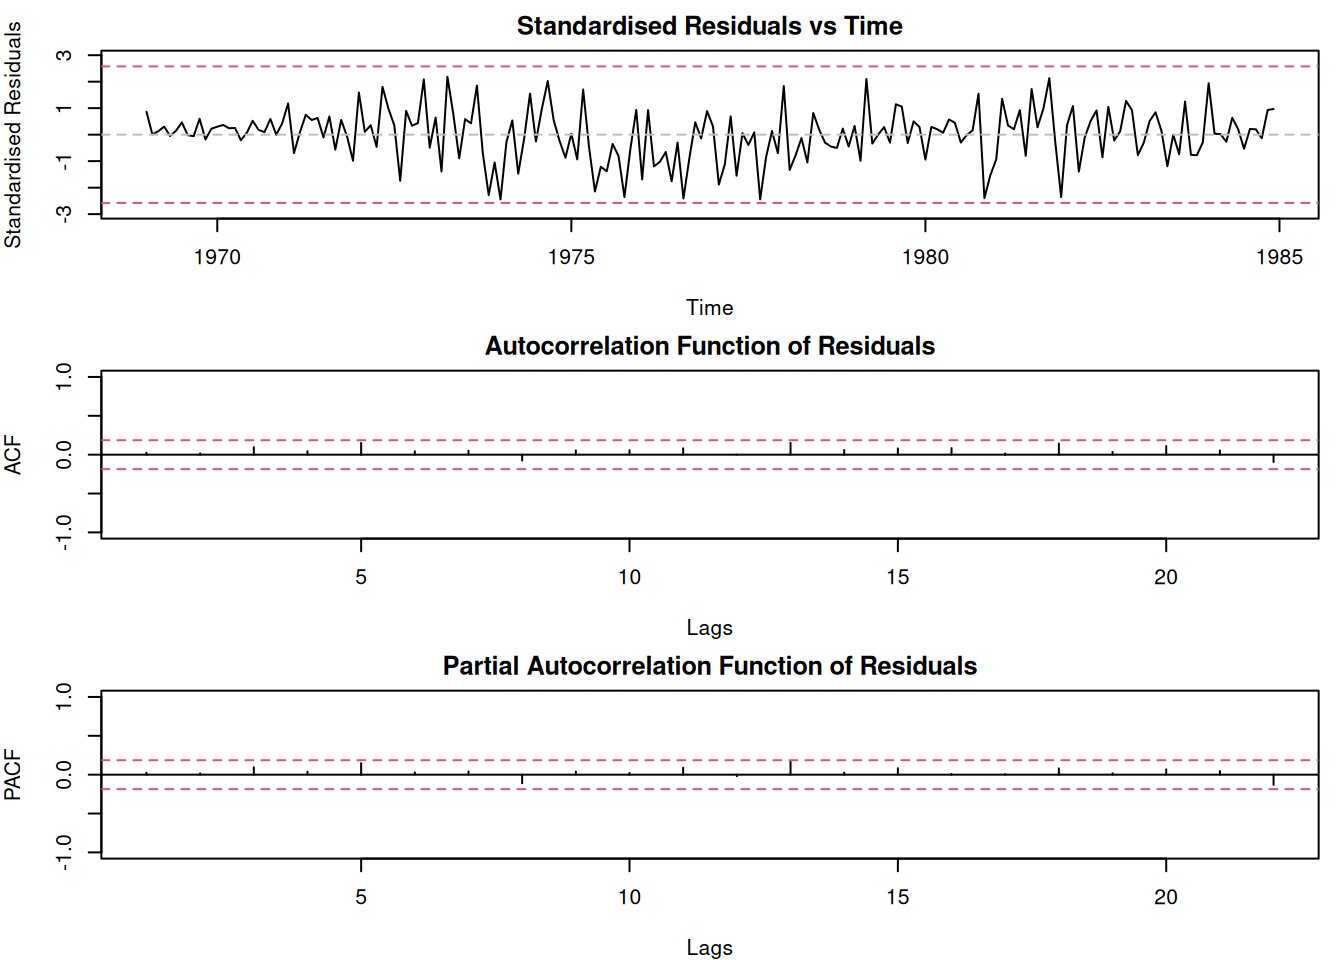 Standardised Residuals vs Time
Standardised Residuals
3
1
-1
-3
1970 1975 1980 1985
Time
Autocorrelation Function of Residuals
ACF
1.0
0.0
-1.0
5 10 15 20
Lags
Partial Autocorrelation Function of Residuals
PACF
1.0
0.0
-1.0
5 10 15 20
Lags